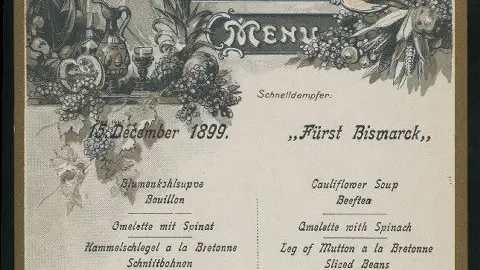 MENU
Schnelldampfer:
15. December 1899.
„Fürst Bismarck„
Blumenkohlsuppe
Bouillon
Omelette mit Spinat
Hammelschlegel a la Bretonne
Schnittbohnen
Cauliflower Soup
Beeftea
Omelette with Spinach
Leg of Mutton a la Bretonne
Sliced Beans